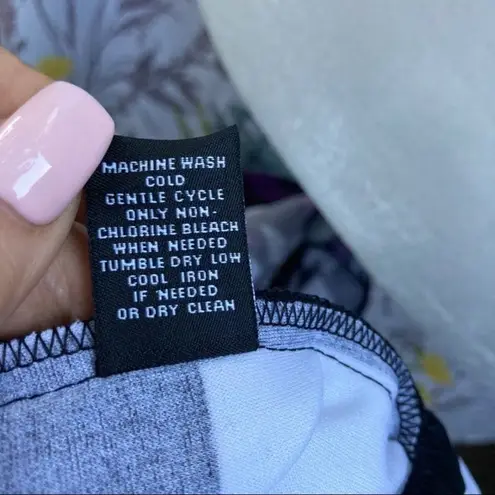 MACHINE WASH
COLD
GENTLE CYCLE
ONLY NON-
CHLORINE BLEACH
WHEN NEEDED
TUMBLE DRY LOW
COOL IRON
IF NEEDED
OR DRY CLEAN